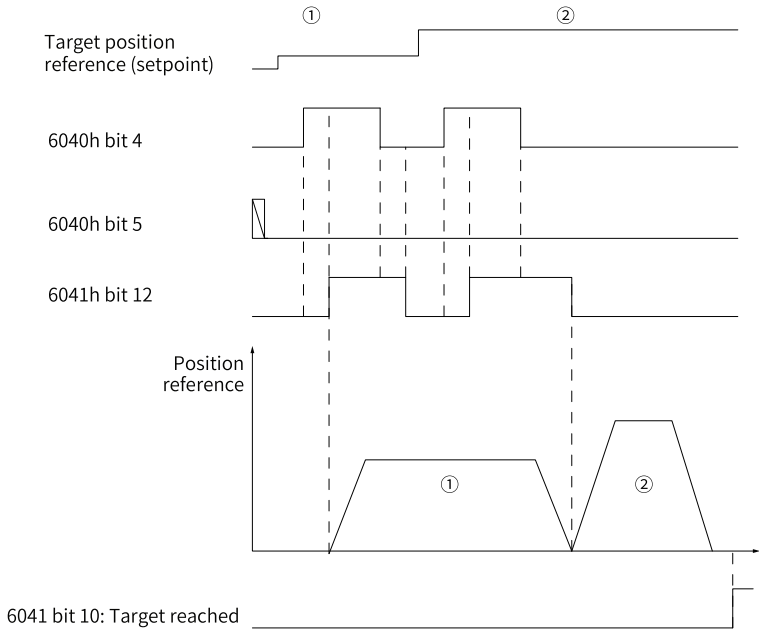 ① ②
Target position
reference (setpoint)
6040h bit 4
6040h bit 5
6041h bit 12
Position
reference
① ②
6041 bit 10: Target reached